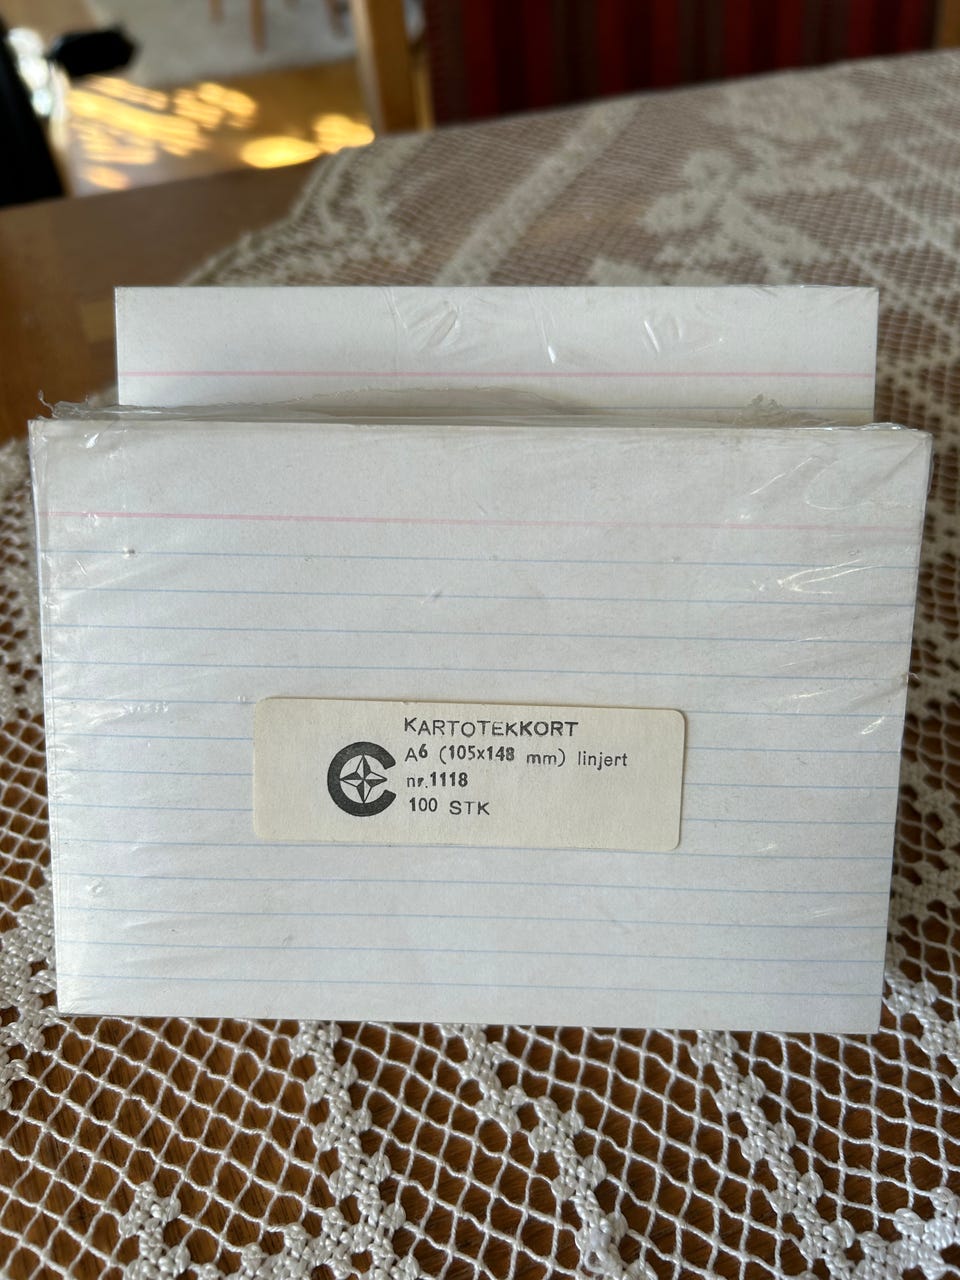 KARTOTEKKORT
A6 (105x148 mm) linjert
nr.1118
100 STK